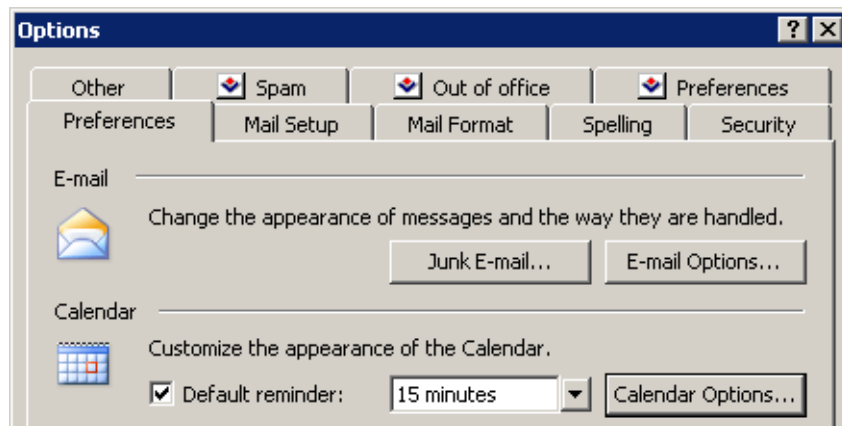 Options
Other Spam Out of office Preferences
Preferences Mail Setup Mail Format Spelling Security
E-mail
Change the appearance of messages and the way they are handled.
Junk E-mail... E-mail Options...
Calendar
Customize the appearance of the Calendar.
Default reminder: 15 minutes Calendar Options...